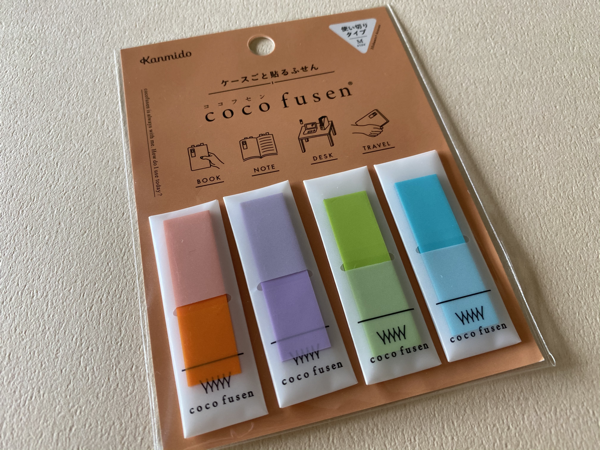 Kanmido
使い切り
タイプ
M
ケースごと貼るふせん
ココフセン
coco fusen®
BOOK
NOTE
DESK
TRAVEL
coco fusen
coco fusen
coco fusen
coco fusen